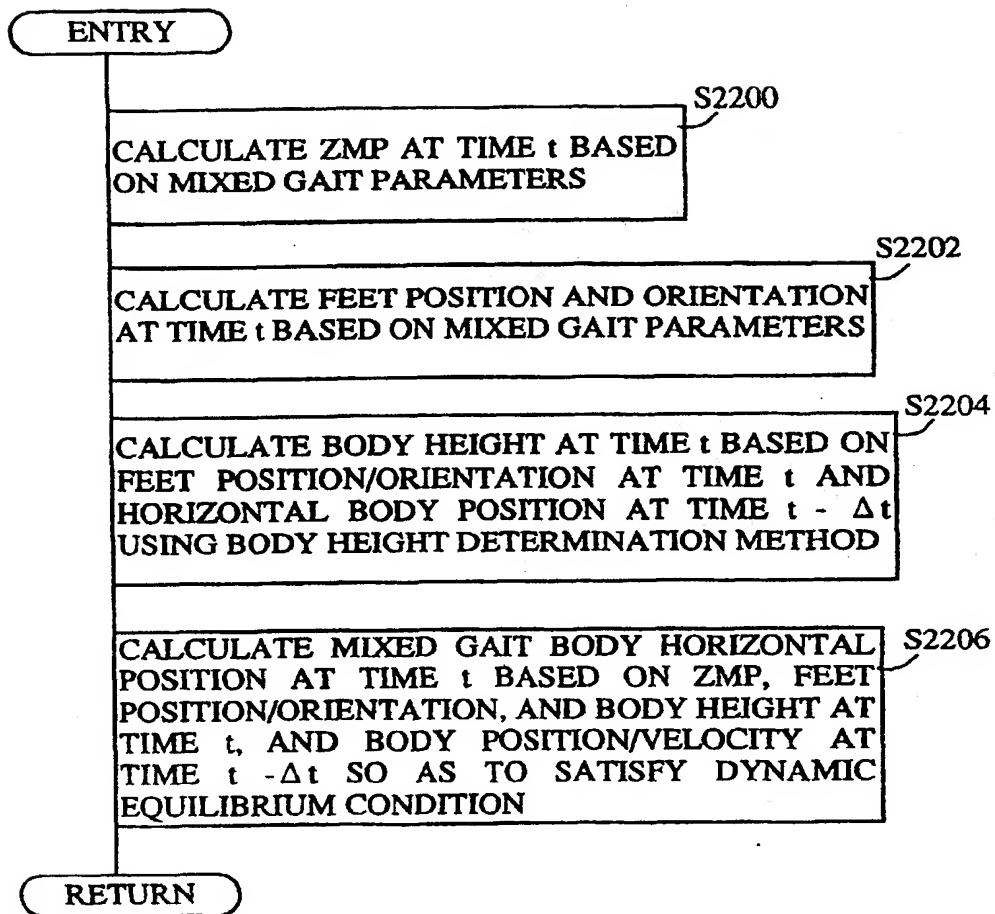 ENTRY
S2200
CALCULATE ZMP AT TIME t BASED
ON MIXED GAIT PARAMETERS
S2202
CALCULATE FEET POSITION AND ORIENTATION
AT TIME t BASED ON MIXED GAIT PARAMETERS
S2204
CALCULATE BODY HEIGHT AT TIME t BASED ON
FEET POSITION/ORIENTATION AT TIME t AND
HORIZONTAL BODY POSITION AT TIME t - Δt
USING BODY HEIGHT DETERMINATION METHOD
S2206
CALCULATE MIXED GAIT BODY HORIZONTAL
POSITION AT TIME t BASED ON ZMP, FEET
POSITION/ORIENTATION, AND BODY HEIGHT AT
TIME t, AND BODY POSITION/VELOCITY AT
TIME t -Δt SO AS TO SATISFY DYNAMIC
EQUILIBRIUM CONDITION
RETURN